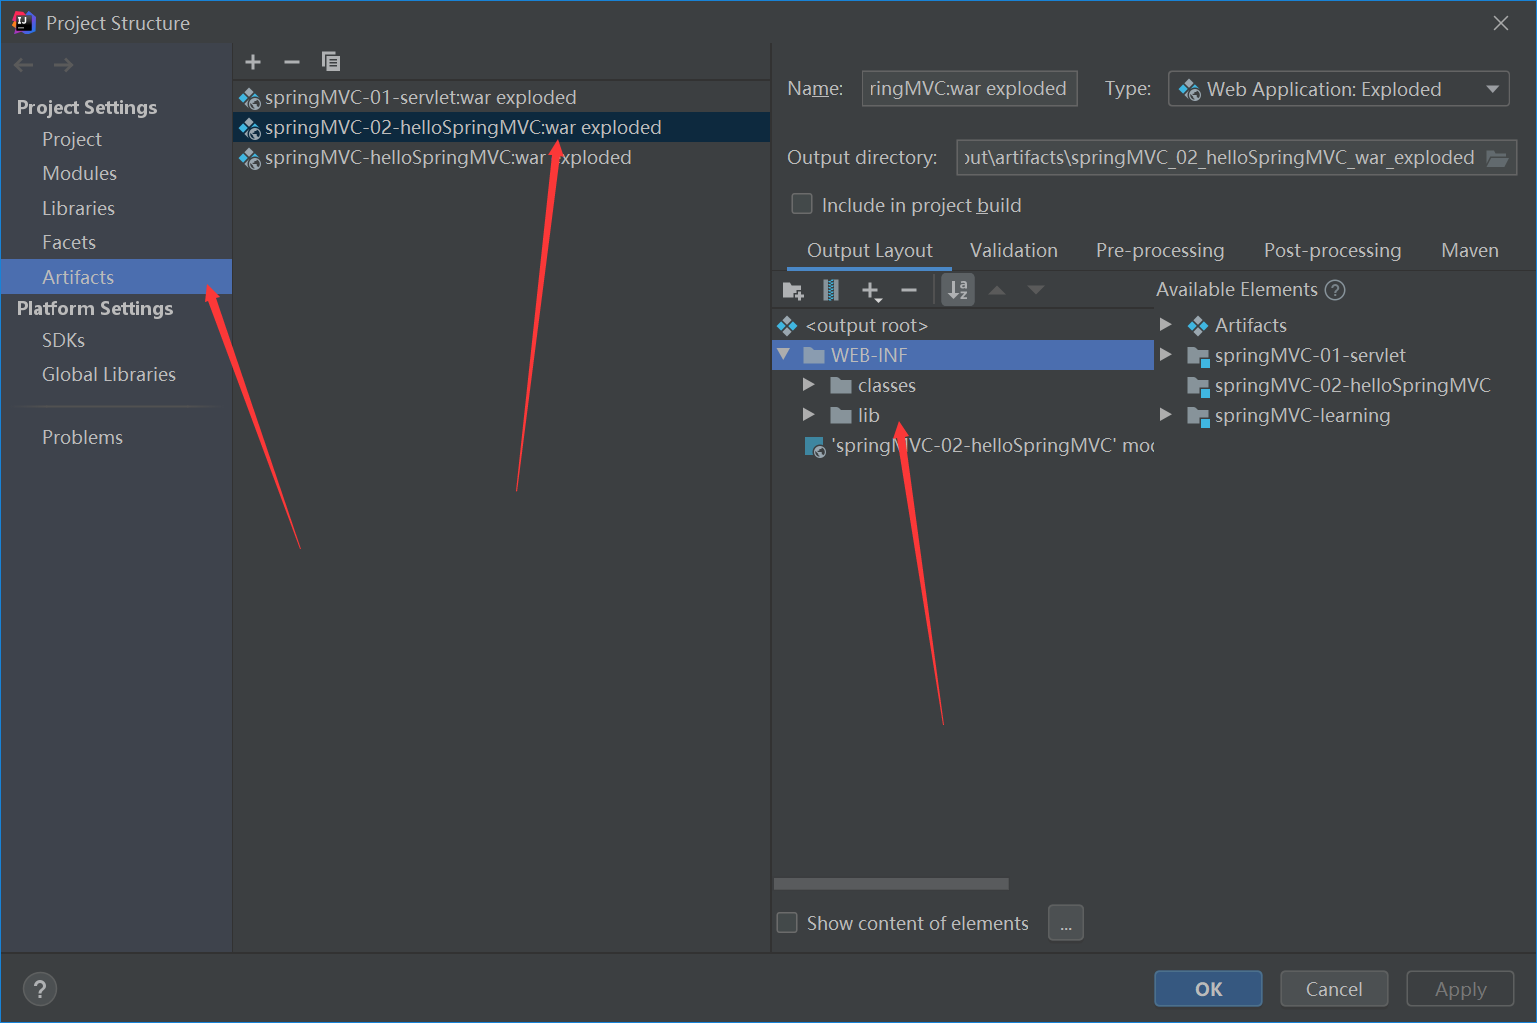 Project Structure
Project Settings
Project
Modules
Libraries
Facets
Artifacts
Platform Settings
SDKs
Global Libraries
Problems
springMVC-01-servlet:war exploded
springMVC-02-helloSpringMVC:war exploded
springMVC-helloSpringMVC:war exploded
Name: ringMVC:war exploded Type: Web Application: Exploded
Output directory: out\artifacts\springMVC_02_helloSpringMVC_war_exploded
Include in project build
Output Layout Validation Pre-processing Post-processing Maven
Available Elements ?
<output root>
WEB-INF
classes
lib
'springMVC-02-helloSpringMVC' mod
Artifacts
springMVC-01-servlet
springMVC-02-helloSpringMVC
springMVC-learning
Show content of elements ...
? OK Cancel Apply